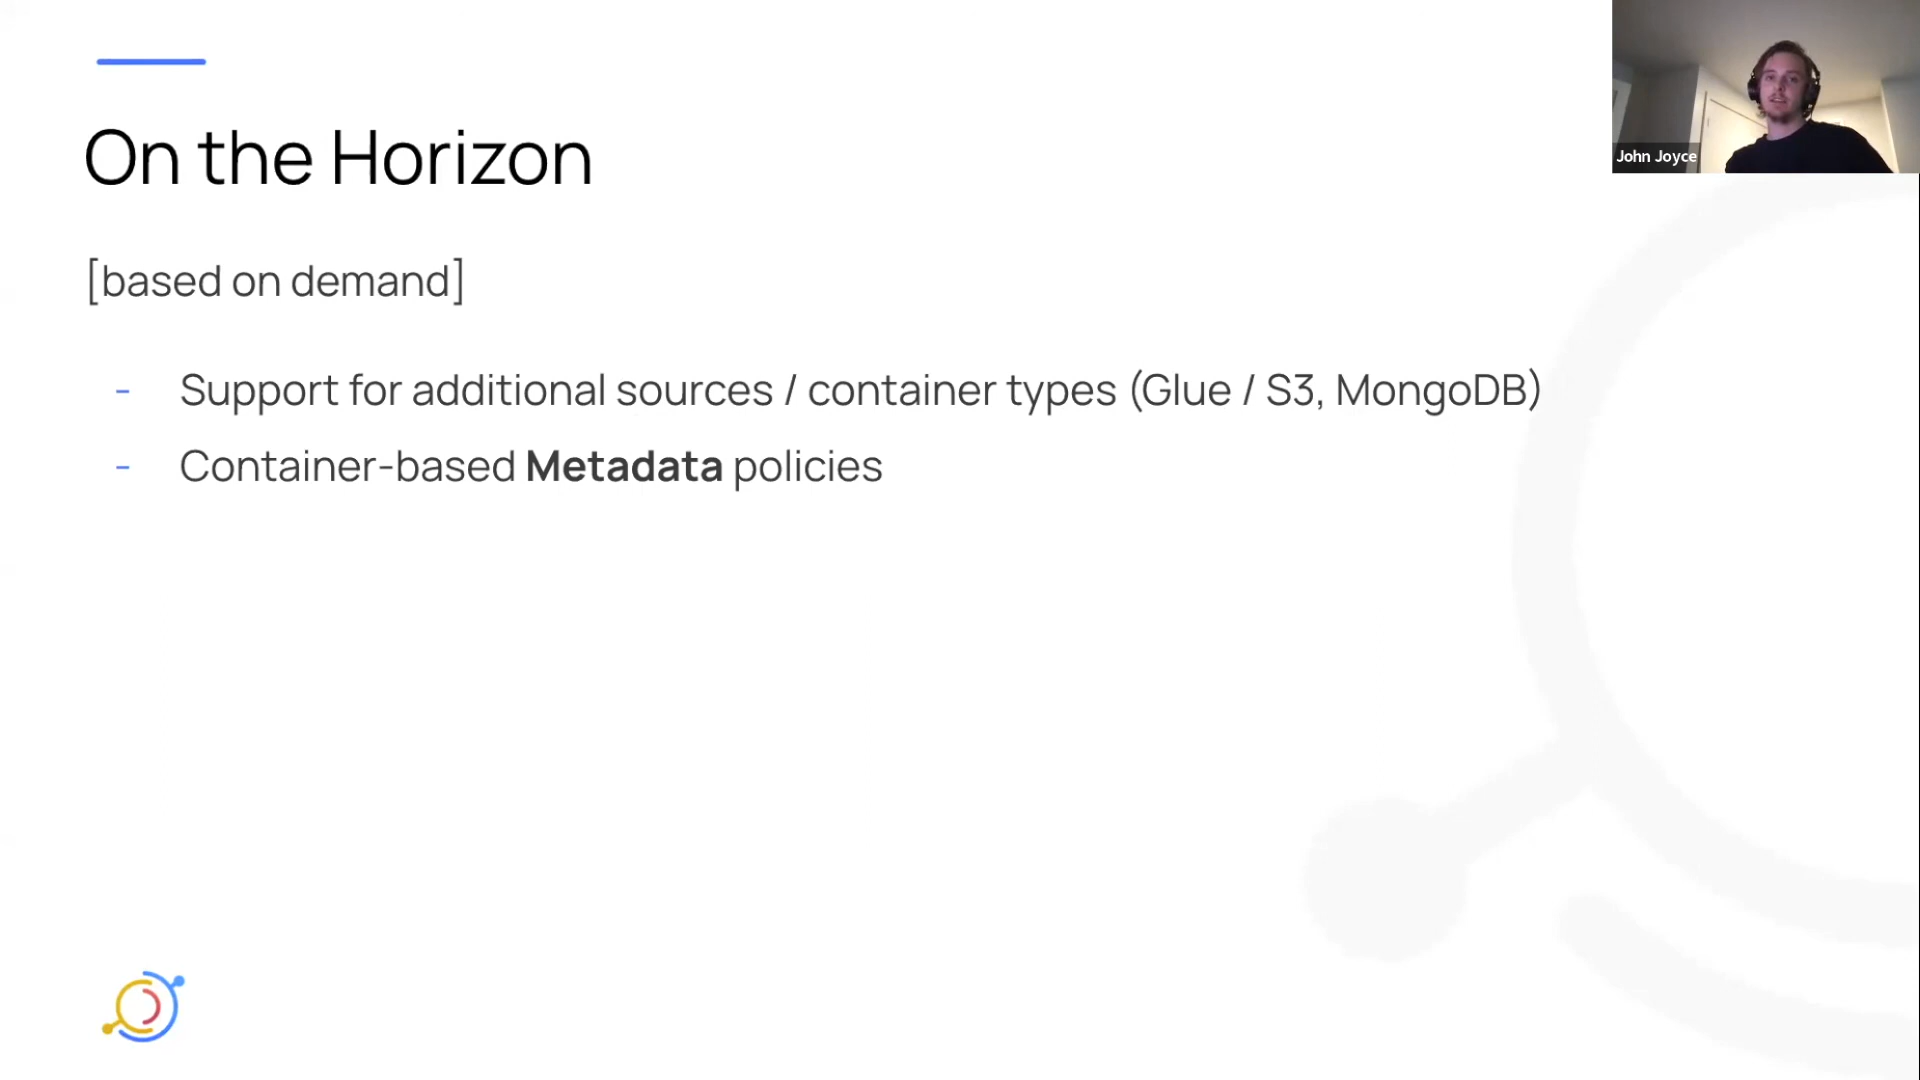 On the Horizon
[based on demand]
- Support for additional sources / container types (Glue / S3, MongoDB)
- Container-based Metadata policies
John Joyce